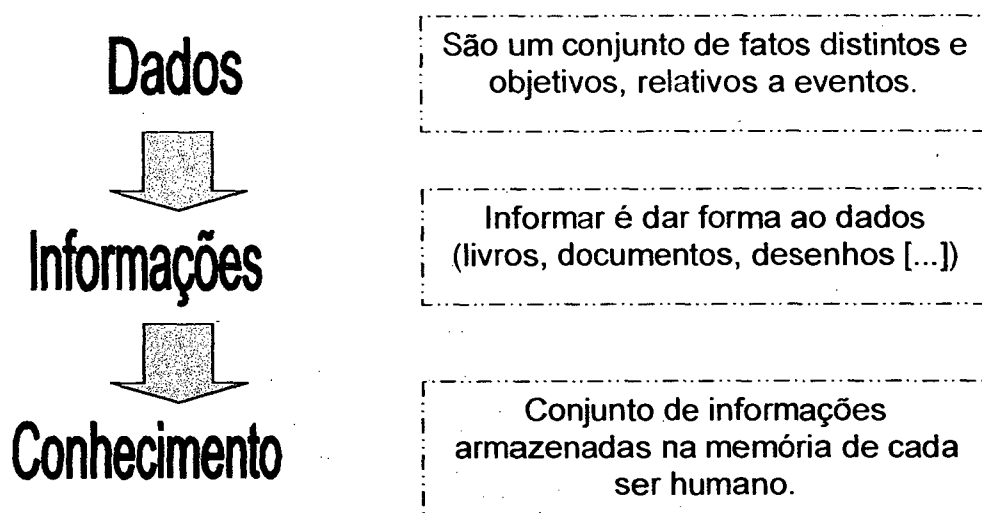 Dados
São um conjunto de fatos distintos e
objetivos, relativos a eventos.
Informações
Informar é dar forma ao dados
(livros, documentos, desenhos [...])
Conhecimento
Conjunto de informações
armazenadas na memória de cada
ser humano.